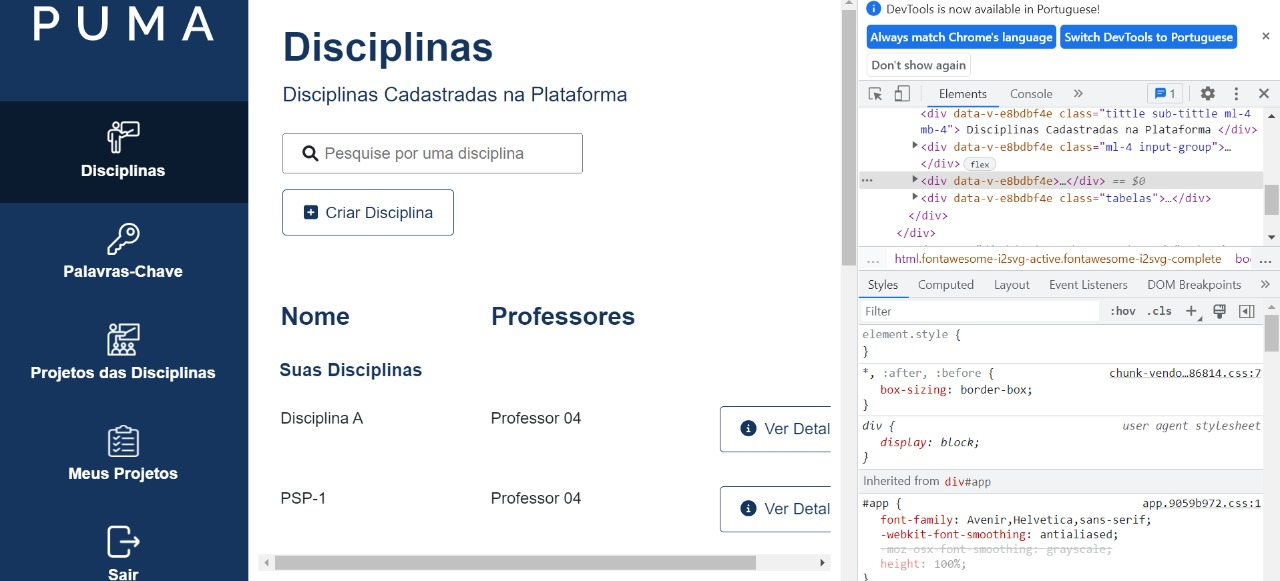 PUMA
Disciplinas
Palavras-Chave
Projetos das Disciplinas
Meus Projetos
Sair
Disciplinas
Disciplinas Cadastradas na Plataforma
Pesquise por uma disciplina
Criar Disciplina
Nome Professores
Suas Disciplinas
Disciplina A Professor 04 Ver Detal
PSP-1 Professor 04 Ver Detal
DevTools is now available in Portuguese!
Always match Chrome's language Switch DevTools to Portuguese
Don't show again
Elements Console 1
<div data-v-e8bdbf4e class="tittle sub-tittle ml-4
mb-4"> Disciplinas Cadastradas na Plataforma </div>
<div data-v-e8bdbf4e class="ml-4 input-group">…
</div> flex
… <div data-v-e8bdbf4e>…</div> == $0
<div data-v-e8bdbf4e class="tabelas">…</div>
</div>
</div>
… html.fontawesome-i2svg-active.fontawesome-i2svg-complete bo …
Styles Computed Layout Event Listeners DOM Breakpoints
Filter :hov .cls
element.style {
}
*, :after, :before { chunk-vendo…86814.css:7
box-sizing: border-box;
}
div { user agent stylesheet
display: block;
}
Inherited from div#app
#app { app.9059b972.css:1
font-family: Avenir,Helvetica,sans-serif;
-webkit-font-smoothing: antialiased;
-moz-osx-font-smoothing: grayscale;
height: 100%;
}